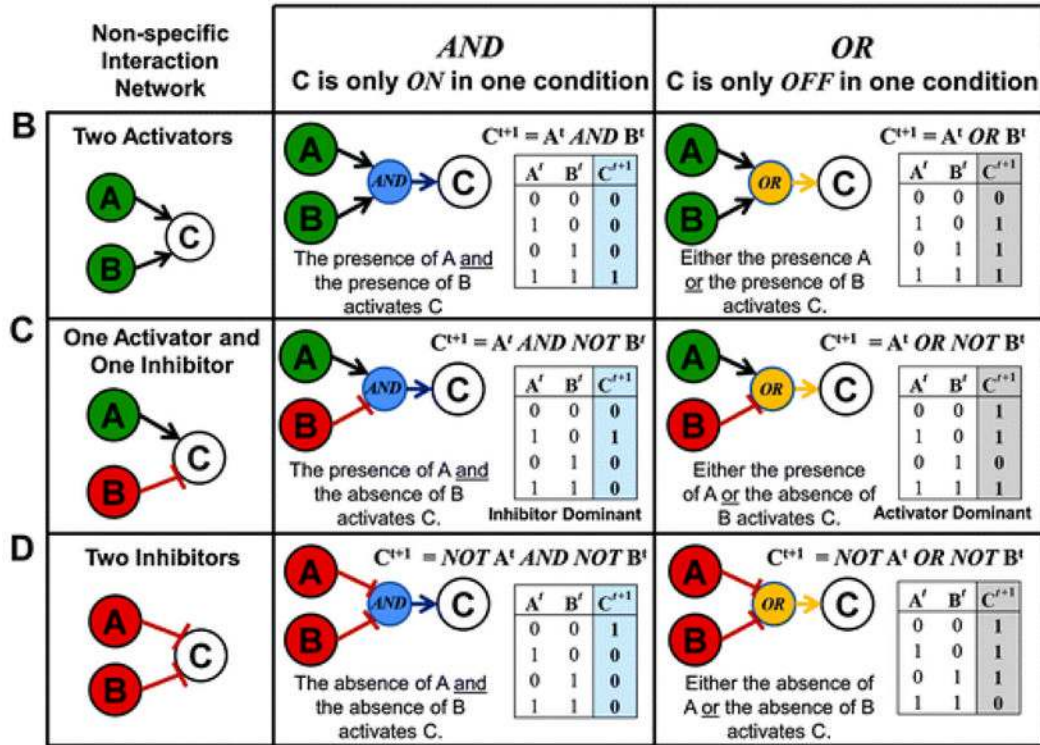 Non-specific
Interaction
Network
AND
C is only ON in one condition
OR
C is only OFF in one condition
B
Two Activators
A
B
C
A
B
AND
C
Cᵗ⁺¹ = Aᵗ AND Bᵗ
Aᵗ Bᵗ Cᵗ⁺¹
0 0 0
1 0 0
0 1 0
1 1 1
The presence of A and
the presence of B
activates C
A
B
OR
C
Cᵗ⁺¹ = Aᵗ OR Bᵗ
Aᵗ Bᵗ Cᵗ⁺¹
0 0 0
1 0 1
0 1 1
1 1 1
Either the presence A
or the presence of B
activates C.
C
One Activator and
One Inhibitor
A
B
C
A
B
AND
C
Cᵗ⁺¹ = Aᵗ AND NOT Bᵗ
Aᵗ Bᵗ Cᵗ⁺¹
0 0 0
1 0 1
0 1 0
1 1 0
The presence of A and
the absence of B
activates C.
Inhibitor Dominant
A
B
OR
C
Cᵗ⁺¹ = Aᵗ OR NOT Bᵗ
Aᵗ Bᵗ Cᵗ⁺¹
0 0 1
1 0 1
0 1 0
1 1 1
Either the presence
of A or the absence of
B activates C.
Activator Dominant
D
Two Inhibitors
A
B
C
A
B
AND
C
Cᵗ⁺¹ = NOT Aᵗ AND NOT Bᵗ
Aᵗ Bᵗ Cᵗ⁺¹
0 0 1
1 0 0
0 1 0
1 1 0
The absence of A and
the absence of B
activates C.
A
B
OR
C
Cᵗ⁺¹ = NOT Aᵗ OR NOT Bᵗ
Aᵗ Bᵗ Cᵗ⁺¹
0 0 1
1 0 1
0 1 1
1 1 0
Either the absence of
A or the absence of B
activates C.